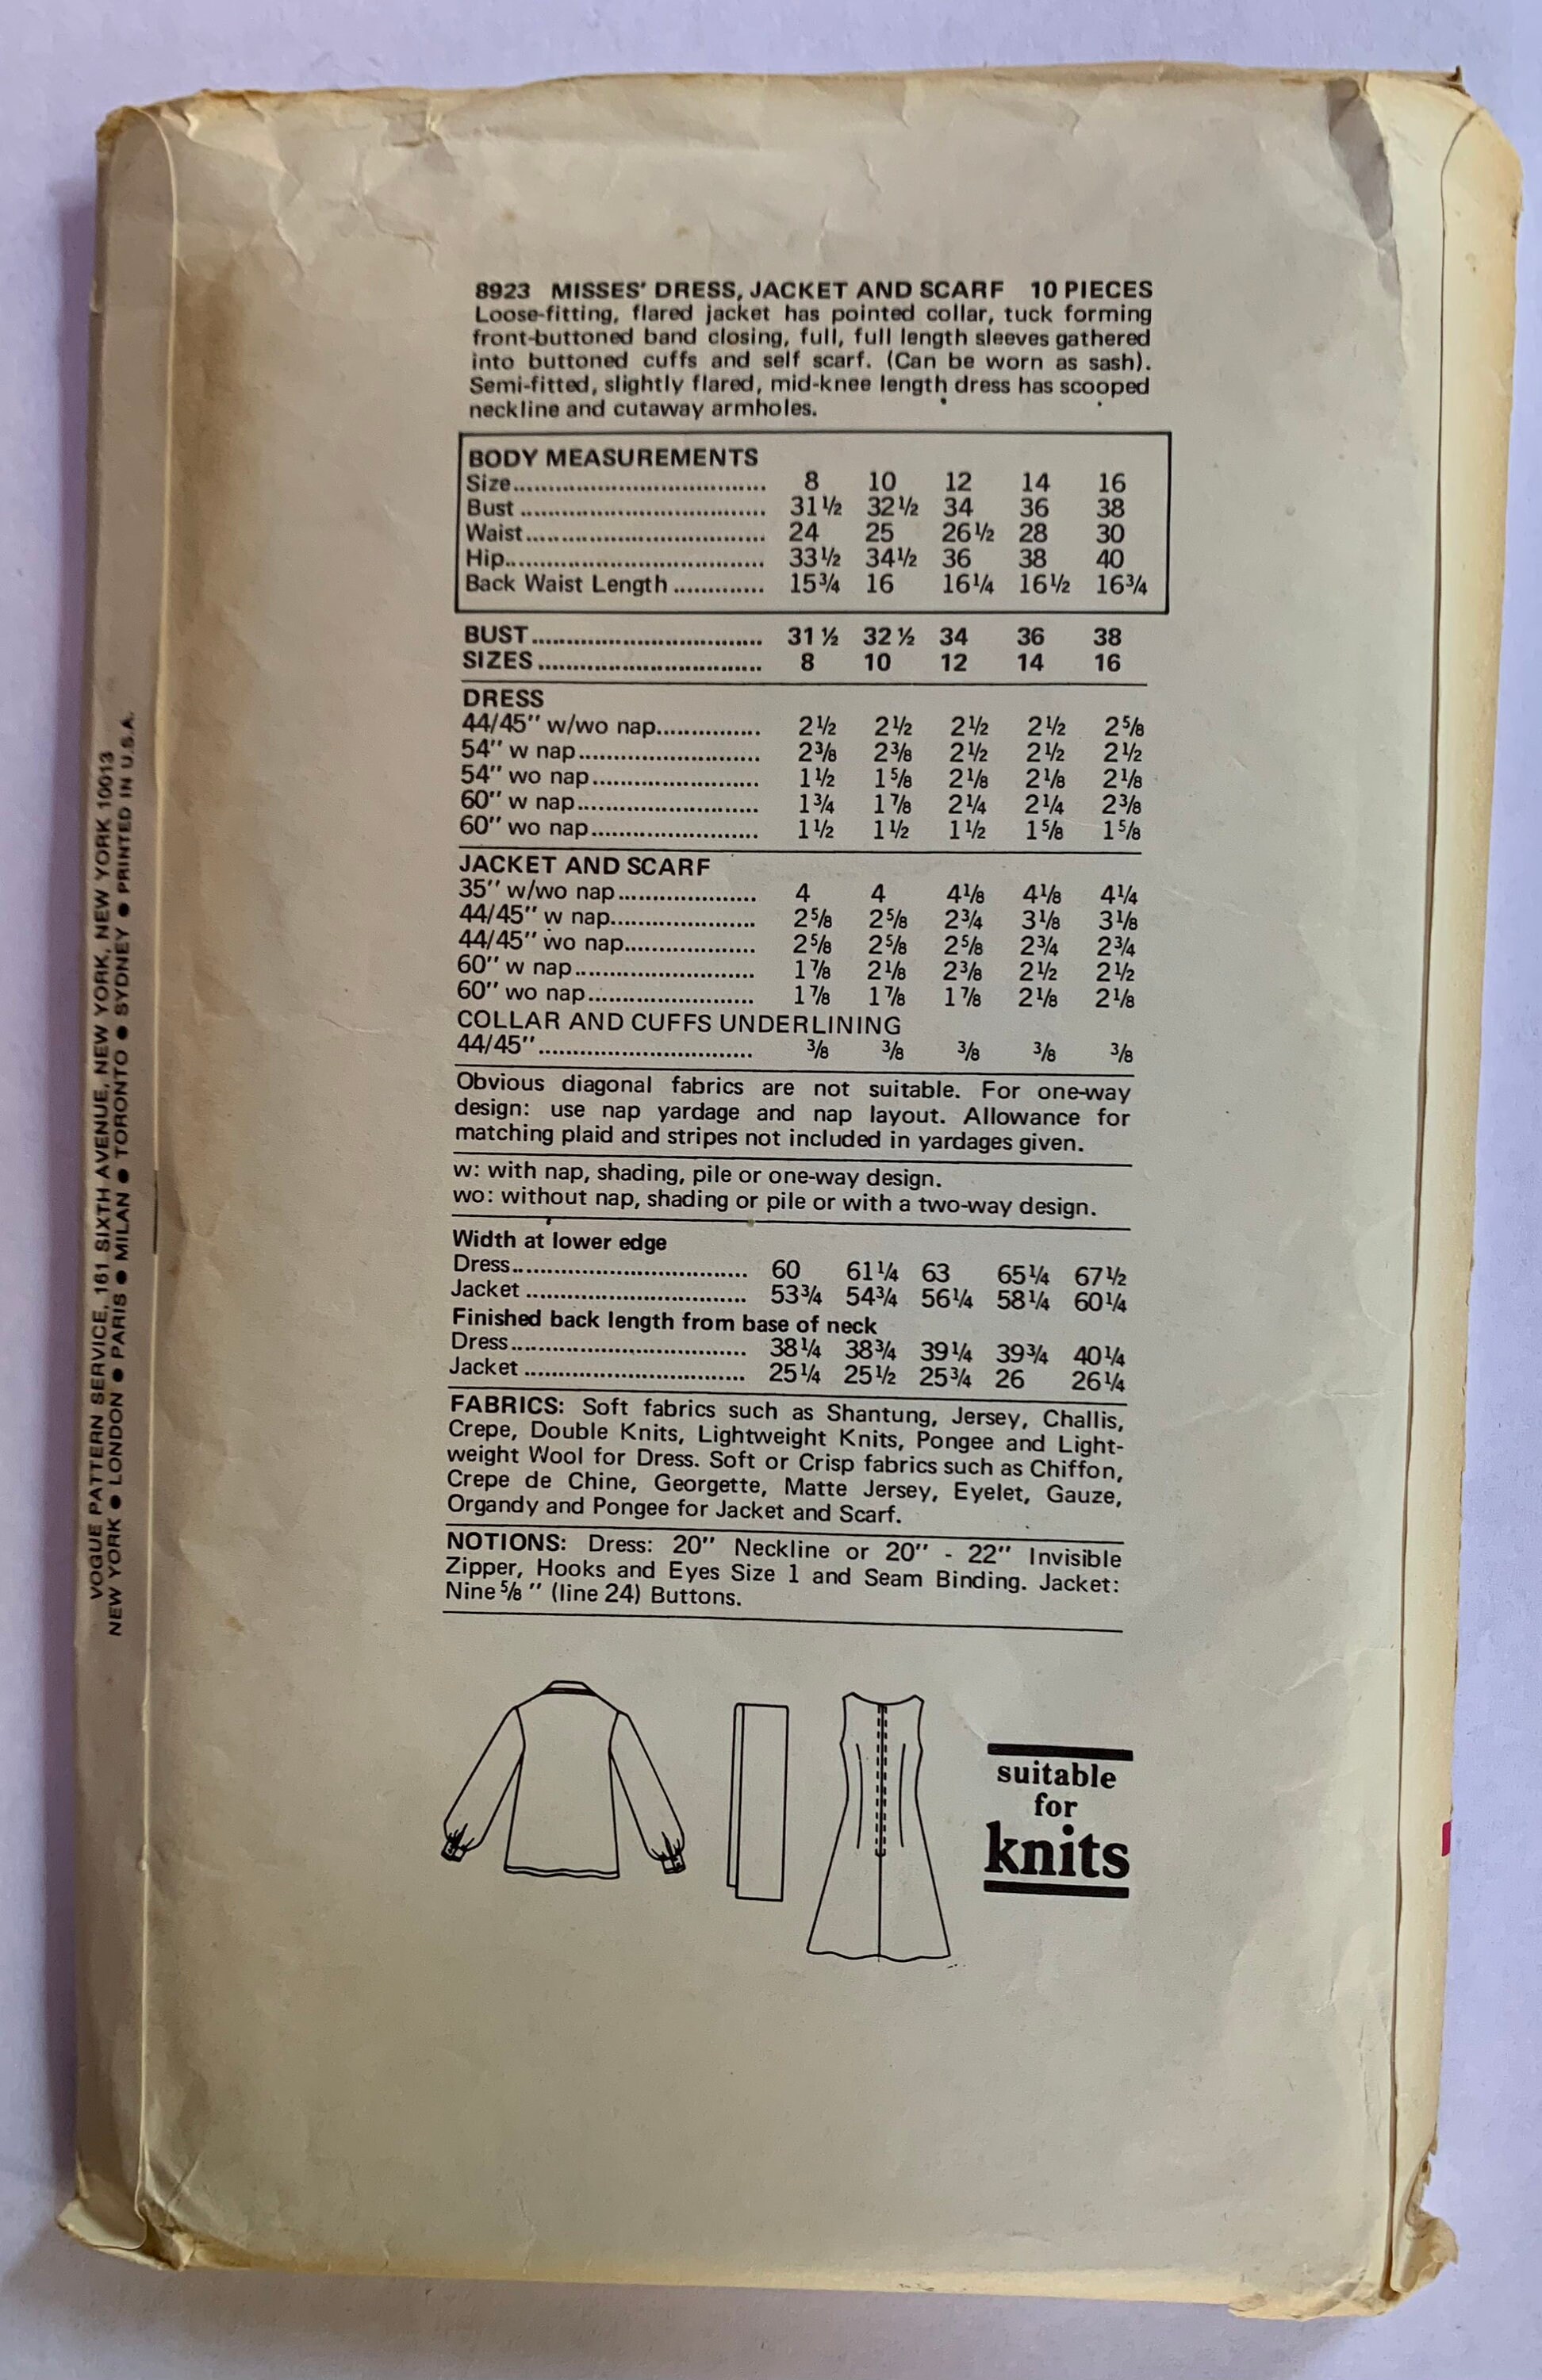 8923 MISSES' DRESS, JACKET AND SCARF 10 PIECES
Loose-fitting, flared jacket has pointed collar, tuck forming
front-buttoned band closing, full, full length sleeves gathered
into buttoned cuffs and self scarf. (Can be worn as sash).
Semi-fitted, slightly flared, mid-knee length dress has scooped
neckline and cutaway armholes.
BODY MEASUREMENTS
Size.................................... 8 10 12 14 16
Bust ................................... 31½ 32½ 34 36 38
Waist.................................. 24 25 26½ 28 30
Hip..................................... 33½ 34½ 36 38 40
Back Waist Length ............. 15¾ 16 16¼ 16½ 16¾
BUST................................. 31 ½ 32 ½ 34 36 38
SIZES................................ 8 10 12 14 16
DRESS
44/45" w/wo nap............... 2½ 2½ 2½ 2½ 2⅝
54" w nap.......................... 2⅜ 2⅜ 2½ 2½ 2½
54" wo nap........................ 1½ 1⅝ 2⅛ 2⅛ 2⅛
60" w nap.......................... 1¾ 1⅞ 2¼ 2¼ 2⅜
60" wo nap........................ 1½ 1½ 1½ 1⅝ 1⅝
JACKET AND SCARF
35" w/wo nap.................... 4 4 4⅛ 4⅛ 4¼
44/45" w nap..................... 2⅝ 2⅝ 2¾ 3⅛ 3⅛
44/45" wo nap................... 2⅝ 2⅝ 2⅝ 2¾ 2¾
60" w nap.......................... 1⅞ 2⅛ 2⅜ 2½ 2½
60" wo nap........................ 1⅞ 1⅞ 1⅞ 2⅛ 2⅛
COLLAR AND CUFFS UNDERLINING
44/45"............................... ⅜ ⅜ ⅜ ⅜ ⅜
Obvious diagonal fabrics are not suitable. For one-way
design: use nap yardage and nap layout. Allowance for
matching plaid and stripes not included in yardages given.
w: with nap, shading, pile or one-way design.
wo: without nap, shading or pile or with a two-way design.
Width at lower edge
Dress.................................. 60 61¼ 63 65¼ 67½
Jacket ................................ 53¾ 54¾ 56¼ 58¼ 60¼
Finished back length from base of neck
Dress.................................. 38¼ 38¾ 39¼ 39¾ 40¼
Jacket ................................ 25¼ 25½ 25¾ 26 26¼
FABRICS: Soft fabrics such as Shantung, Jersey, Challis,
Crepe, Double Knits, Lightweight Knits, Pongee and Light-
weight Wool for Dress. Soft or Crisp fabrics such as Chiffon,
Crepe de Chine, Georgette, Matte Jersey, Eyelet, Gauze,
Organdy and Pongee for Jacket and Scarf.
NOTIONS: Dress: 20" Neckline or 20" - 22" Invisible
Zipper, Hooks and Eyes Size 1 and Seam Binding. Jacket:
Nine ⅝ " (line 24) Buttons.
suitable
for
knits
VOGUE PATTERN SERVICE, 161 SIXTH AVENUE, NEW YORK, NEW YORK 10013
NEW YORK ● LONDON ● PARIS ● MILAN ● TORONTO ● SYDNEY ● PRINTED IN U.S.A.